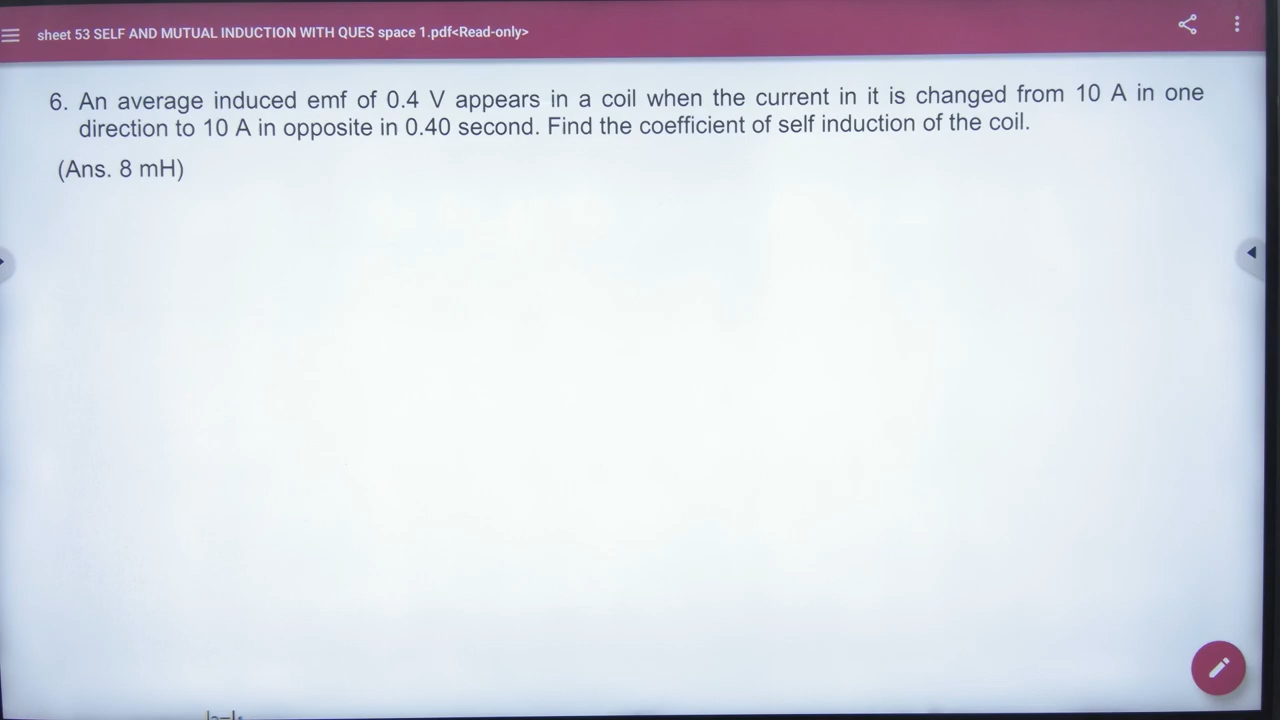 sheet 53 SELF AND MUTUAL INDUCTION WITH QUES space 1.pdf<Read-only>
6. An average induced emf of 0.4 V appears in a coil when the current in it is changed from 10 A in one
direction to 10 A in opposite in 0.40 second. Find the coefficient of self induction of the coil.
(Ans. 8 mH)